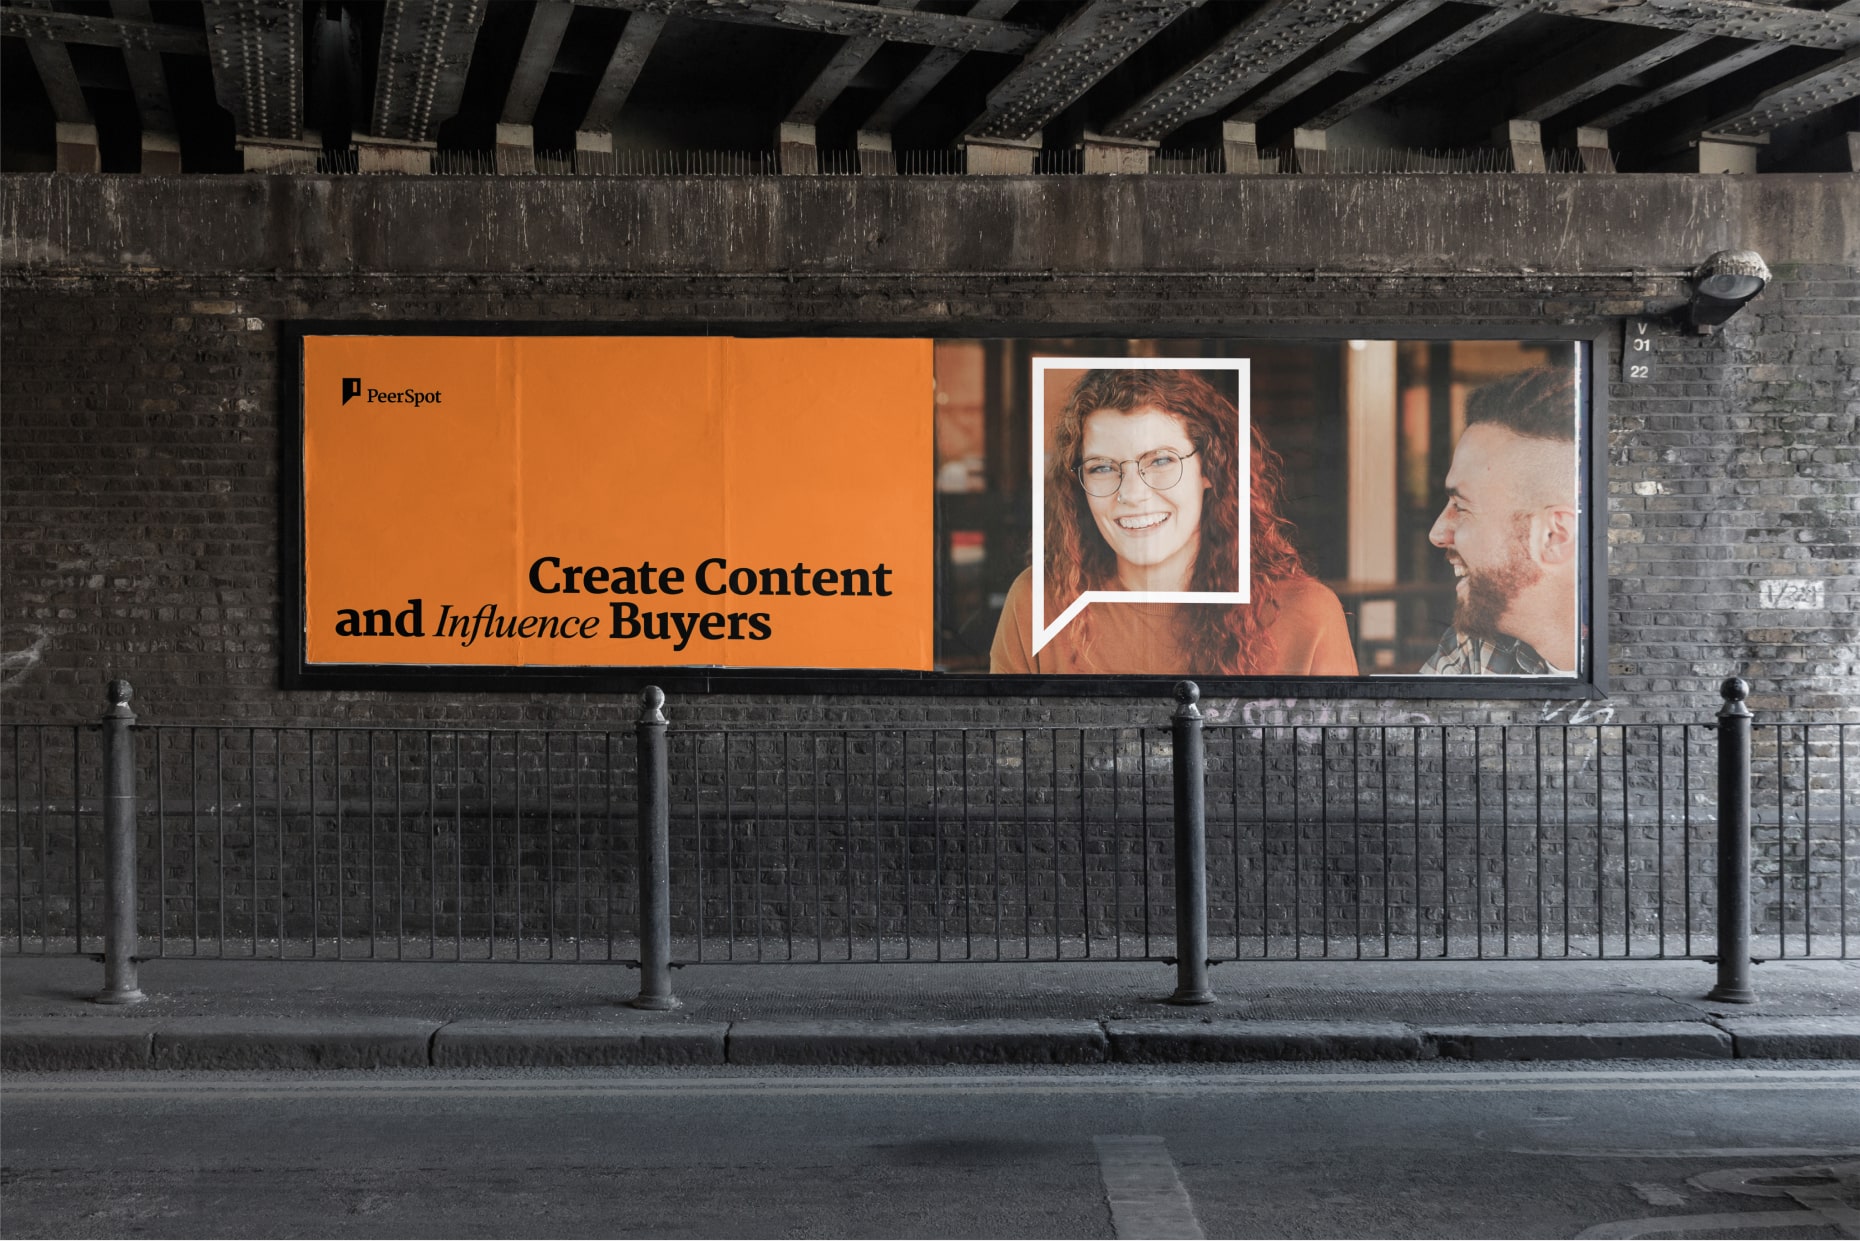 PeerSpot
Create Content
and Influence Buyers
V
01
22